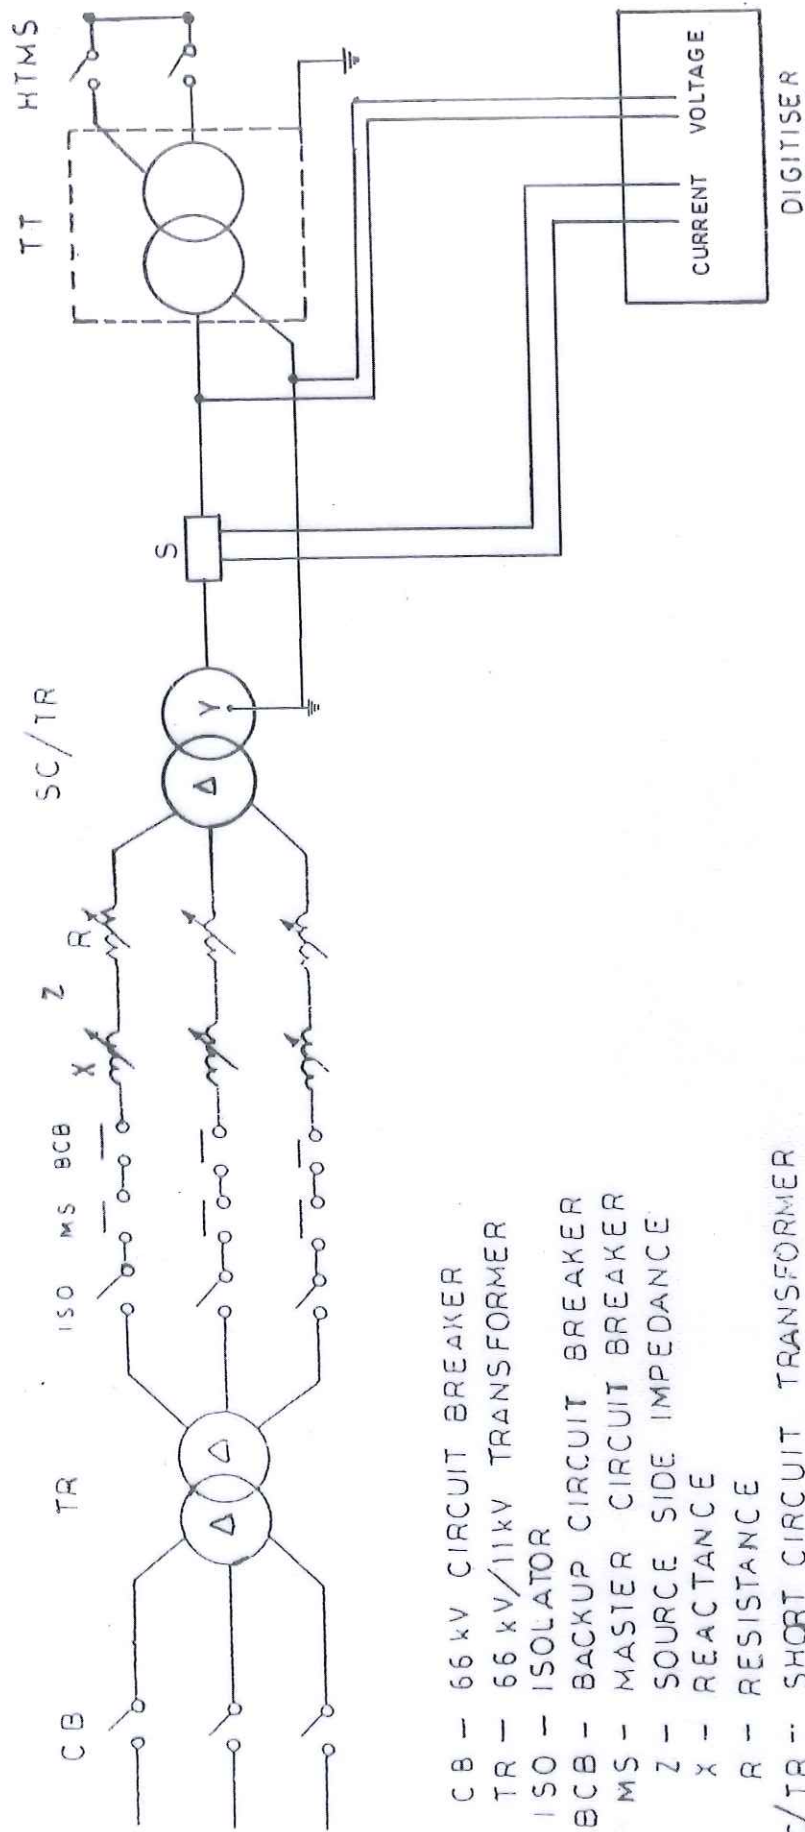 CB
TR
ISO
MS
BCB
X
Z
R
SC/TR
S
TT
HTMS
CURRENT
VOLTAGE
DIGITISER
Y
Δ
Δ
Δ
CB - 66 kV CIRCUIT BREAKER
TR - 66 kV/11kV TRANSFORMER
ISO - ISOLATOR
BCB - BACKUP CIRCUIT BREAKER
MS - MASTER CIRCUIT BREAKER
Z - SOURCE SIDE IMPEDANCE
X - REACTANCE
R - RESISTANCE
C/TR - SHORT CIRCUIT TRANSFORMER